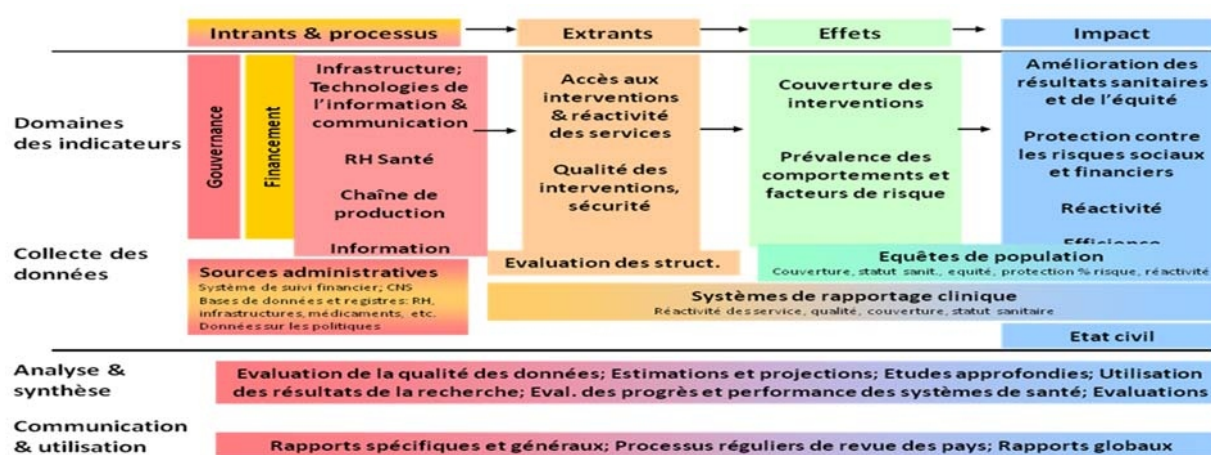 Intrants & processus
Extrants
Effets
Impact
Domaines
des indicateurs
Gouvernance
Financement
Infrastructure;
Technologies de
l'information &
communication
RH Santé
Chaîne de
production
Information
Accès aux
interventions
& réactivité
des services
Qualité des
interventions,
sécurité
Couverture des
interventions
Prévalence des
comportements et
facteurs de risque
Amélioration des
résultats sanitaires
et de l'équité
Protection contre
les risques sociaux
et financiers
Réactivité
Efficience
Collecte des
données
Sources administratives
Système de suivi financier; CNS
Bases de données et registres: RH,
infrastructures, médicaments, etc.
Données sur les politiques
Evaluation des struct.
Equêtes de population
Couverture, statut sanit., equité, protection % risque, réactivité
Systèmes de rapportage clinique
Réactivité des service, qualité, couverture, statut sanitaire
Etat civil
Analyse &
synthèse
Evaluation de la qualité des données; Estimations et projections; Etudes approfondies; Utilisation
des résultats de la recherche; Eval. des progrès et performance des systèmes de santé; Evaluations
Communication
& utilisation
Rapports spécifiques et généraux; Processus réguliers de revue des pays; Rapports globaux